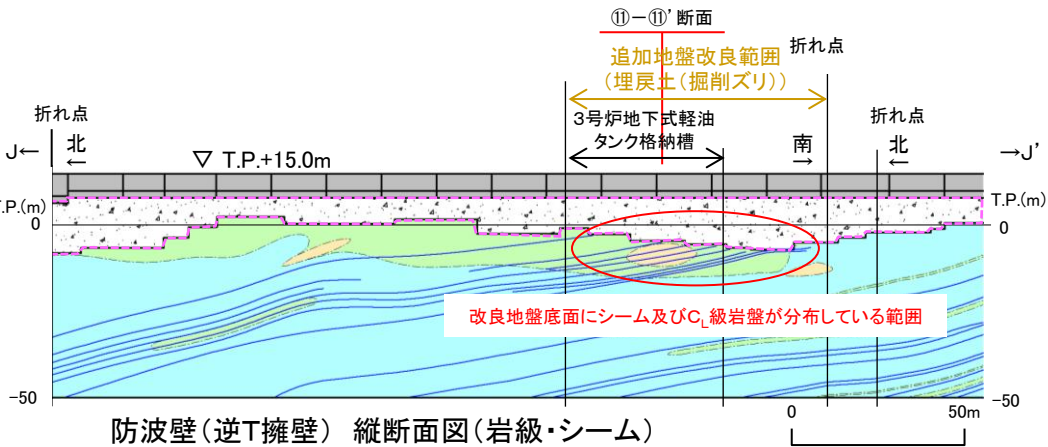 ⑪－⑪’断面
追加地盤改良範囲
(埋戻土(掘削ズリ))
折れ点
3号炉地下式軽油
タンク格納槽
折れ点
折れ点
J←
北
←
▽ T.P.+15.0m
南
→
北
←
→J’
T.P.(m)
T.P.(m)
0
0
改良地盤底面にシーム及びCL級岩盤が分布している範囲
-50
-50
防波壁(逆T擁壁) 縦断面図(岩級・シーム)
0
50m